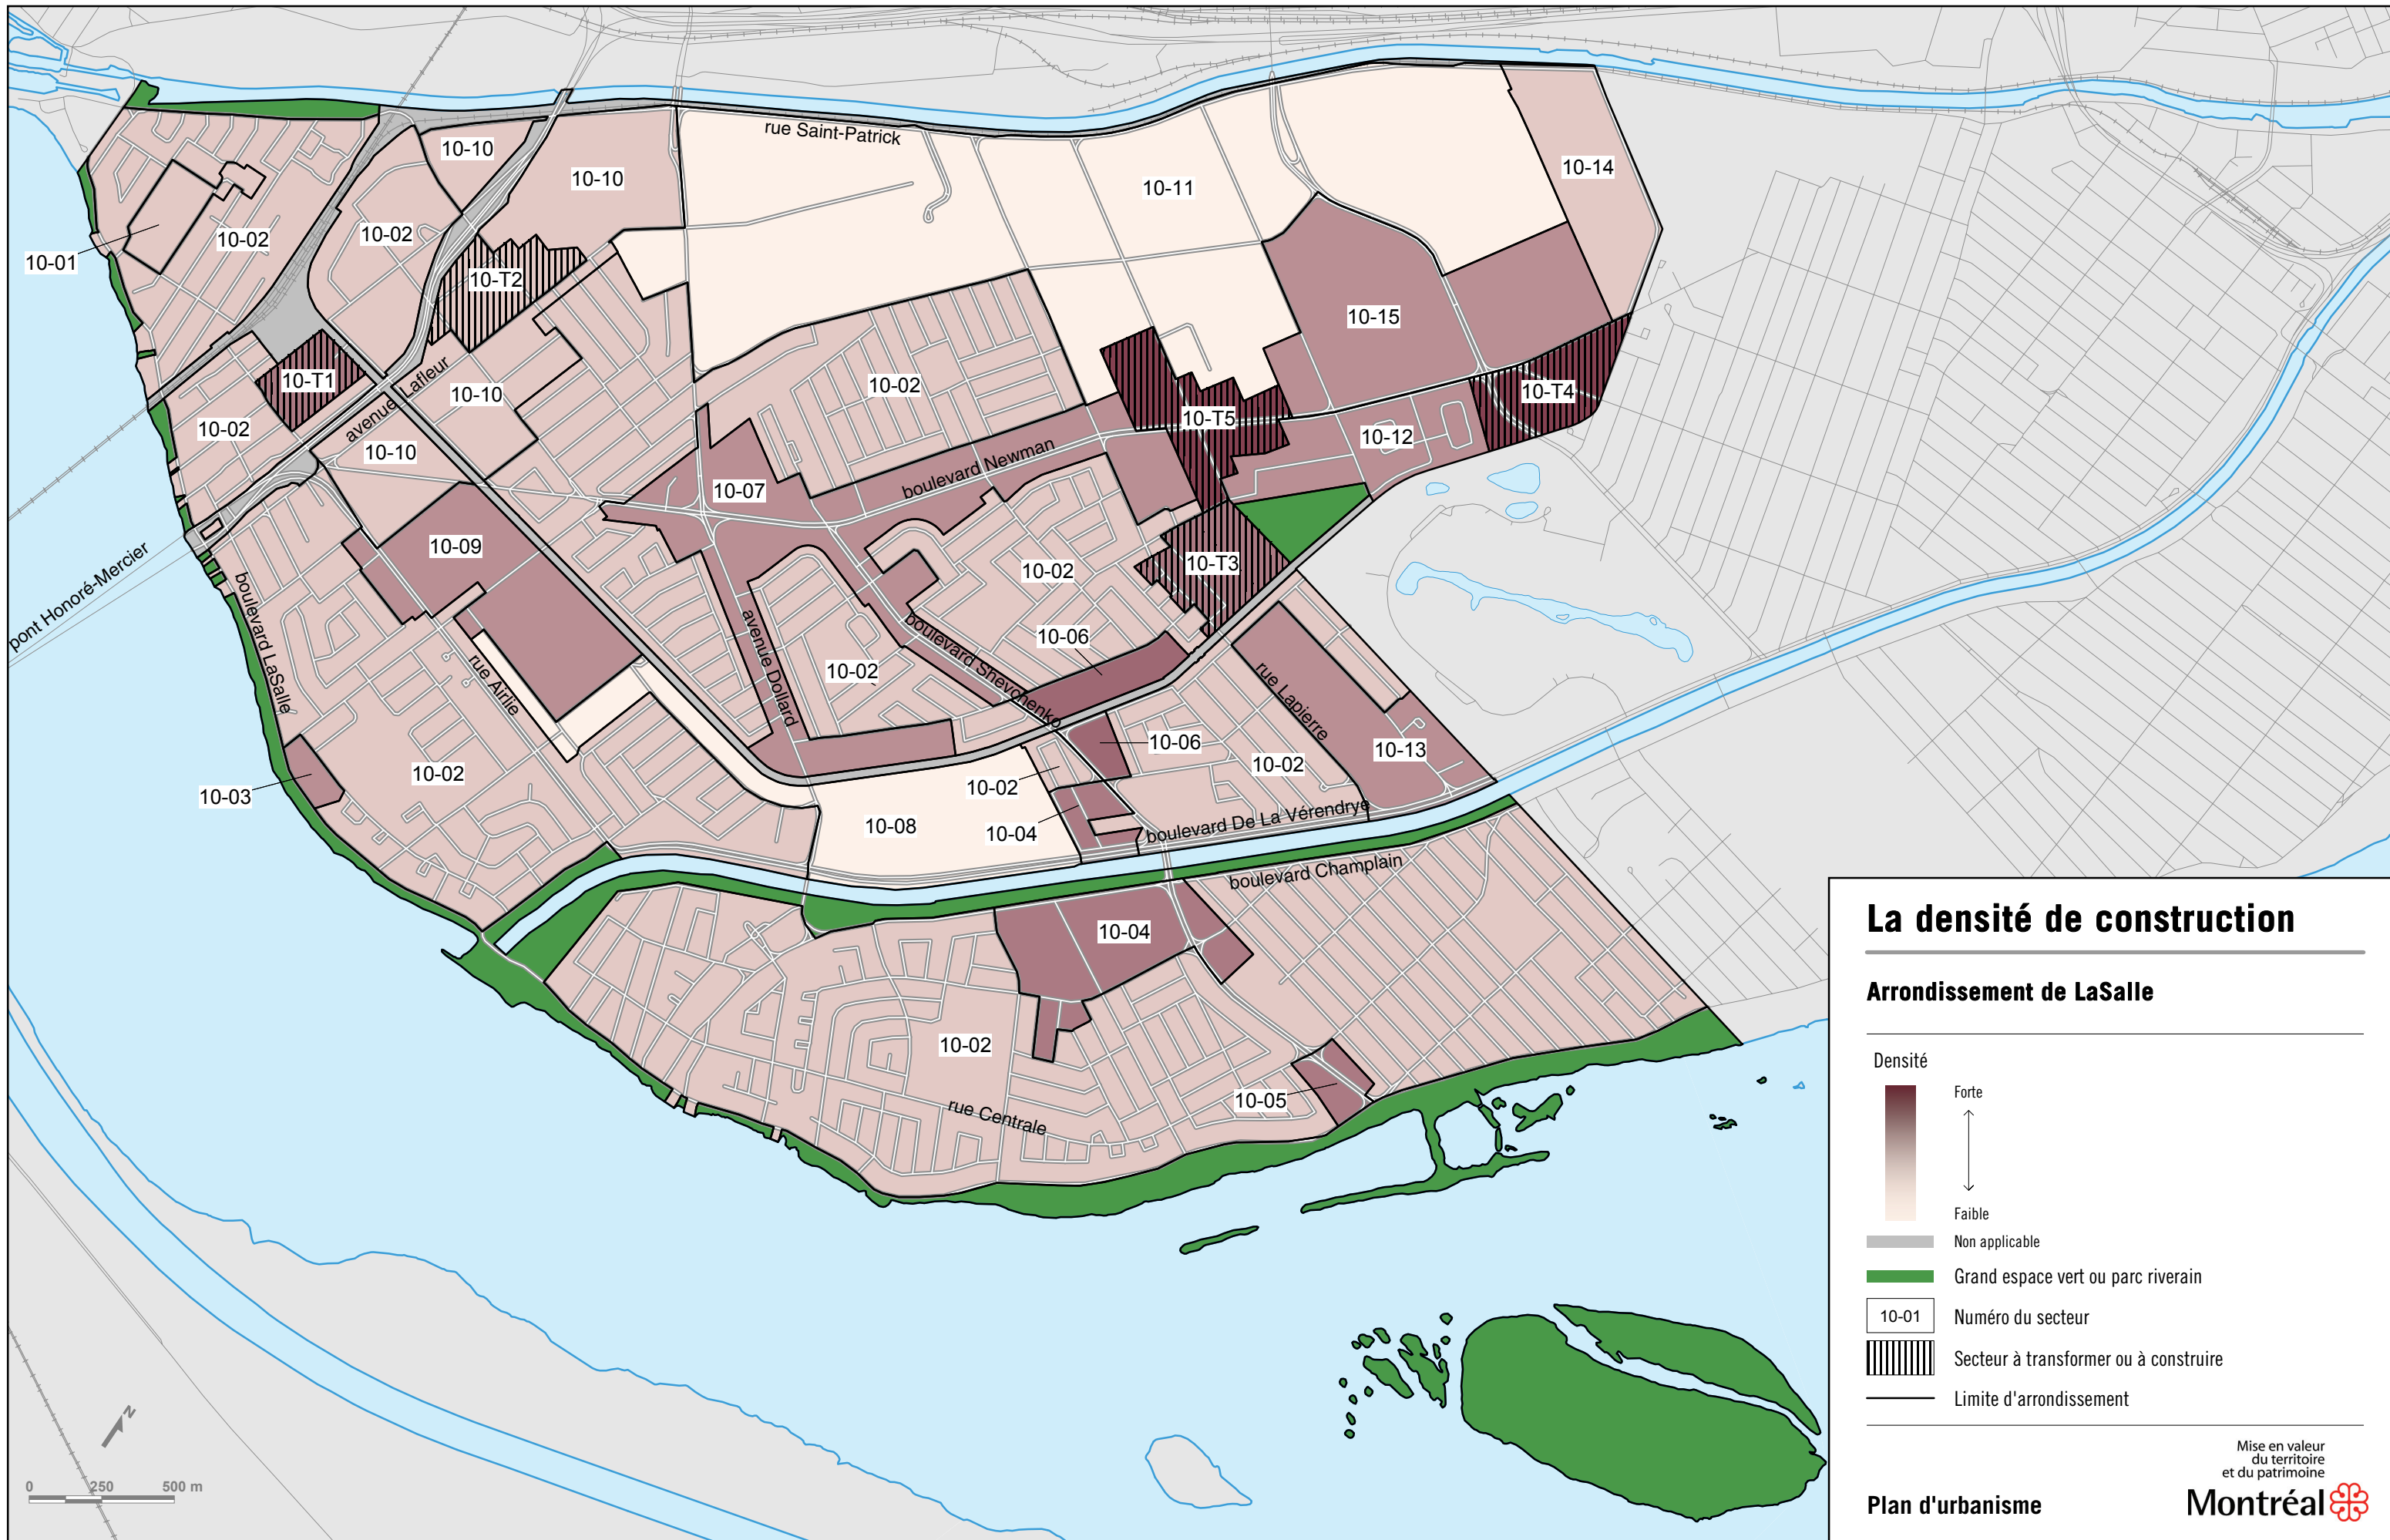 rue Saint-Patrick
10-10
10-10
10-14
10-11
10-02
10-02
10-01
10-T2
10-15
10-T1
avenue Lafleur
10-10
10-02
10-T4
10-T5
10-02
10-10
10-12
boulevard Newman
10-07
10-09
10-02
10-T3
pont Honoré-Mercier
boulevard LaSalle
10-06
boulevard Shevchenko
avenue Dollard
10-02
rue Airlie
rue Lapierre
10-06
10-13
10-02
10-02
10-02
10-03
10-08
10-04
boulevard De La Vérendrye
boulevard Champlain
10-04
10-02
10-05
rue Centrale
N
0 250 500 m
La densité de construction
Arrondissement de LaSalle
Densité
Forte
Faible
Non applicable
Grand espace vert ou parc riverain
10-01 Numéro du secteur
Secteur à transformer ou à construire
Limite d'arrondissement
Mise en valeur
du territoire
et du patrimoine
Plan d'urbanisme
Montréal